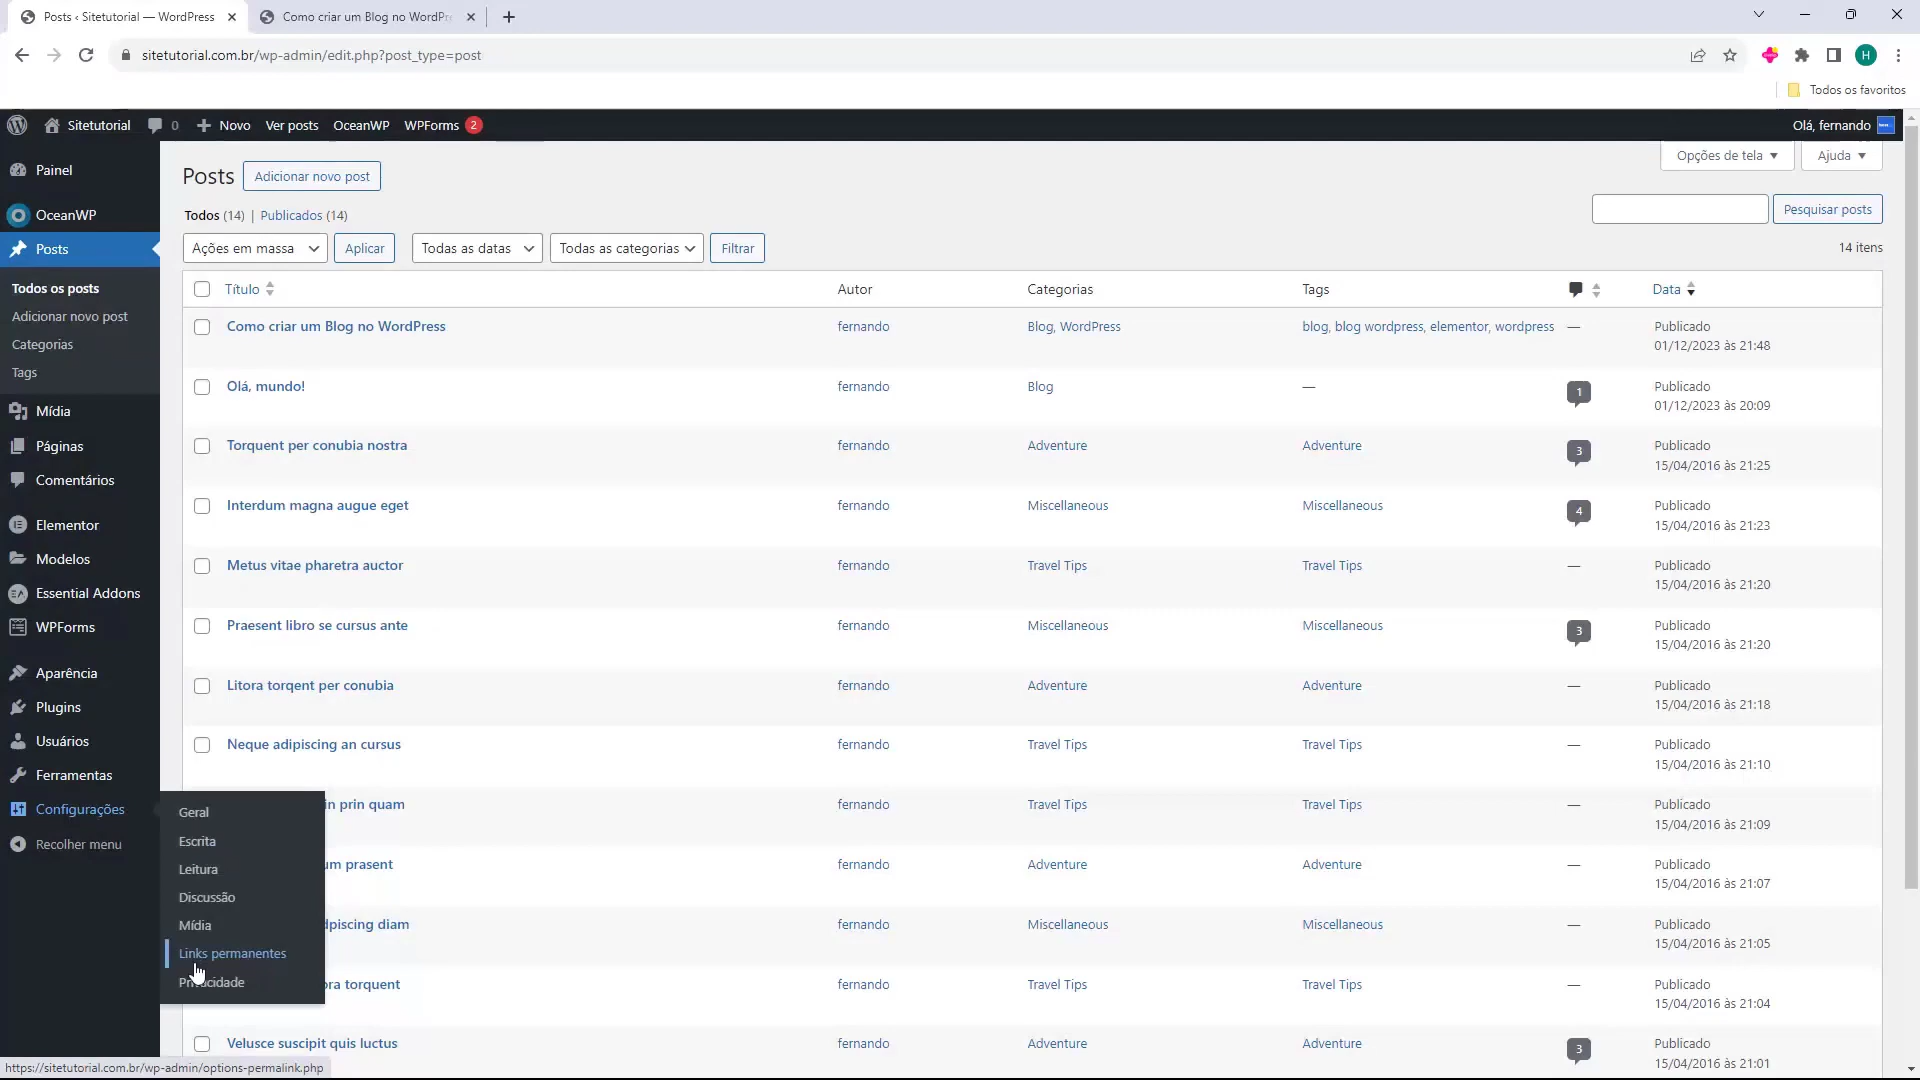 Posts ‹ Sitetutorial — WordPress
Como criar um Blog no WordPr
sitetutorial.com.br/wp-admin/edit.php?post_type=post
H
Todos os favoritos
Sitetutorial
0
Novo
Ver posts
OceanWP
WPForms
2
Olá, fernando
Painel
OceanWP
Posts
Todos os posts
Adicionar novo post
Categorias
Tags
Mídia
Páginas
Comentários
Elementor
Modelos
Essential Addons
WPForms
Aparência
Plugins
Usuários
Ferramentas
Configurações
Recolher menu
Geral
Escrita
Leitura
Discussão
Mídia
Links permanentes
Posts
Adicionar novo post
Opções de tela
Ajuda
Todos (14) | Publicados (14)
Pesquisar posts
Ações em massa
Aplicar
Todas as datas
Todas as categorias
Filtrar
14 itens
Título
Autor
Categorias
Tags
Data
Como criar um Blog no WordPress
fernando
Blog, WordPress
blog, blog wordpress, elementor, wordpress
—
Publicado
01/12/2023 às 21:48
Olá, mundo!
fernando
Blog
—
1
Publicado
01/12/2023 às 20:09
Torquent per conubia nostra
fernando
Adventure
Adventure
3
Publicado
15/04/2016 às 21:25
Interdum magna augue eget
fernando
Miscellaneous
Miscellaneous
4
Publicado
15/04/2016 às 21:23
Metus vitae pharetra auctor
fernando
Travel Tips
Travel Tips
—
Publicado
15/04/2016 às 21:20
Praesent libro se cursus ante
fernando
Miscellaneous
Miscellaneous
3
Publicado
15/04/2016 às 21:20
Litora torqent per conubia
fernando
Adventure
Adventure
—
Publicado
15/04/2016 às 21:18
Neque adipiscing an cursus
fernando
Travel Tips
Travel Tips
—
Publicado
15/04/2016 às 21:10
in prin quam
fernando
Travel Tips
Travel Tips
—
Publicado
15/04/2016 às 21:09
um prasent
fernando
Adventure
Adventure
—
Publicado
15/04/2016 às 21:07
dpiscing diam
fernando
Miscellaneous
Miscellaneous
—
Publicado
15/04/2016 às 21:05
ora torquent
fernando
Travel Tips
Travel Tips
—
Publicado
15/04/2016 às 21:04
Velusce suscipit quis luctus
fernando
Adventure
Adventure
3
Publicado
15/04/2016 às 21:01
https://sitetutorial.com.br/wp-admin/options-permalink.php